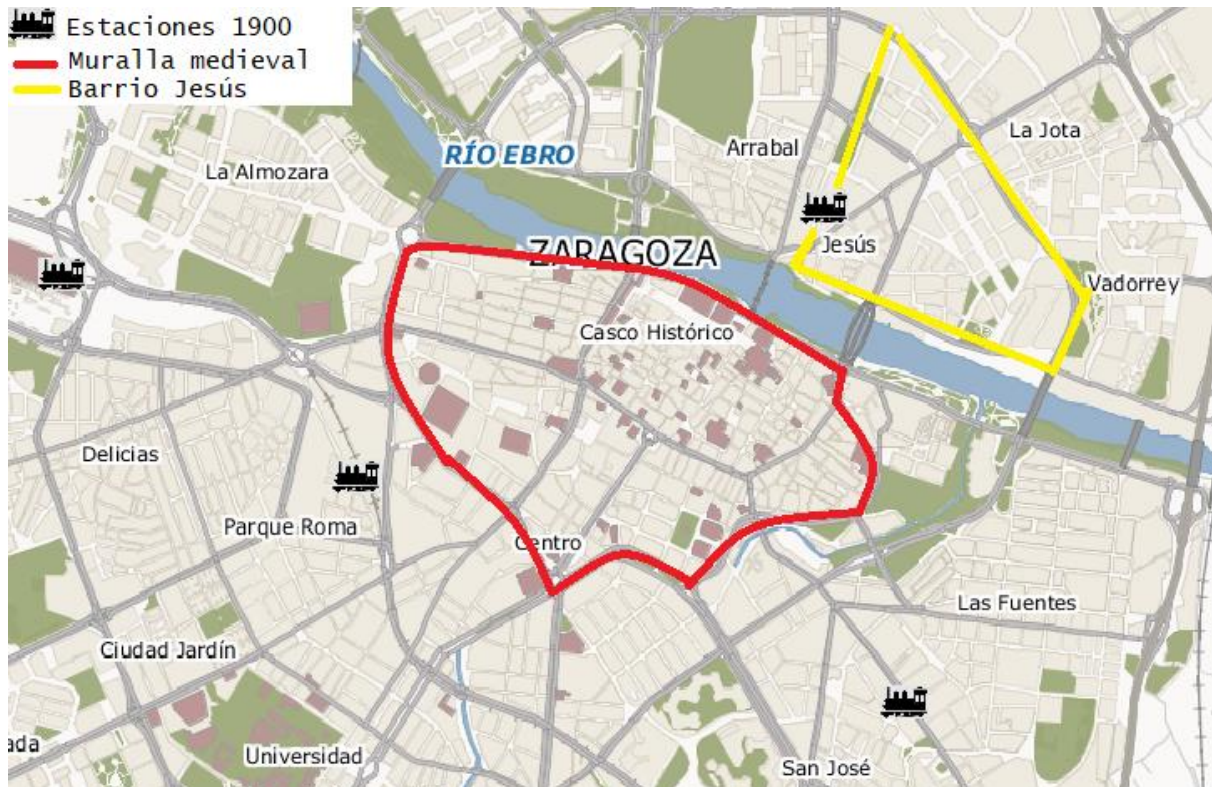 Estaciones 1900
Muralla medieval
Barrio Jesús
RÍO EBRO
Arrabal
La Jota
La Almozara
ZARAGOZA
Jesús
Vadorrey
Casco Histórico
Delicias
Parque Roma
Centro
Las Fuentes
Ciudad Jardín
ada
Universidad
San José